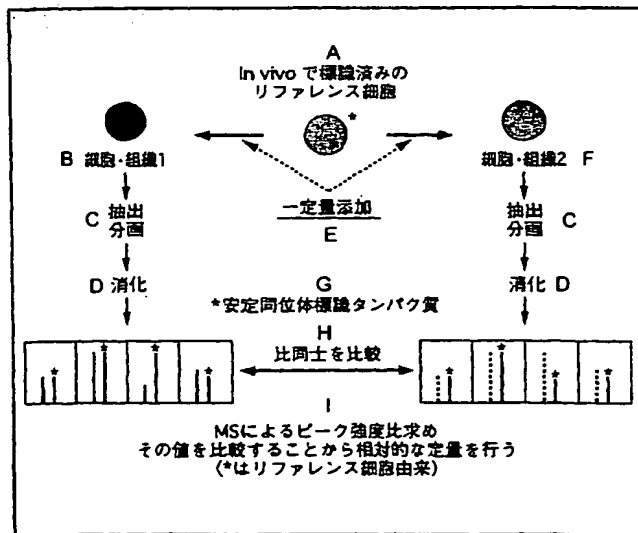 A
In vivo で標識済みの
リファレンス細胞
*
B 細胞・組織1
細胞・組織2 F
C 抽出
分画
一定量添加
E
抽出
分画 C
D 消化
消化 D
G
*安定同位体標識タンパク質
H
比同士を比較
* * * *
* * * *
I
MSによるピーク強度比求め
その値を比較することから相対的な定量を行う
(*はリファレンス細胞由来)